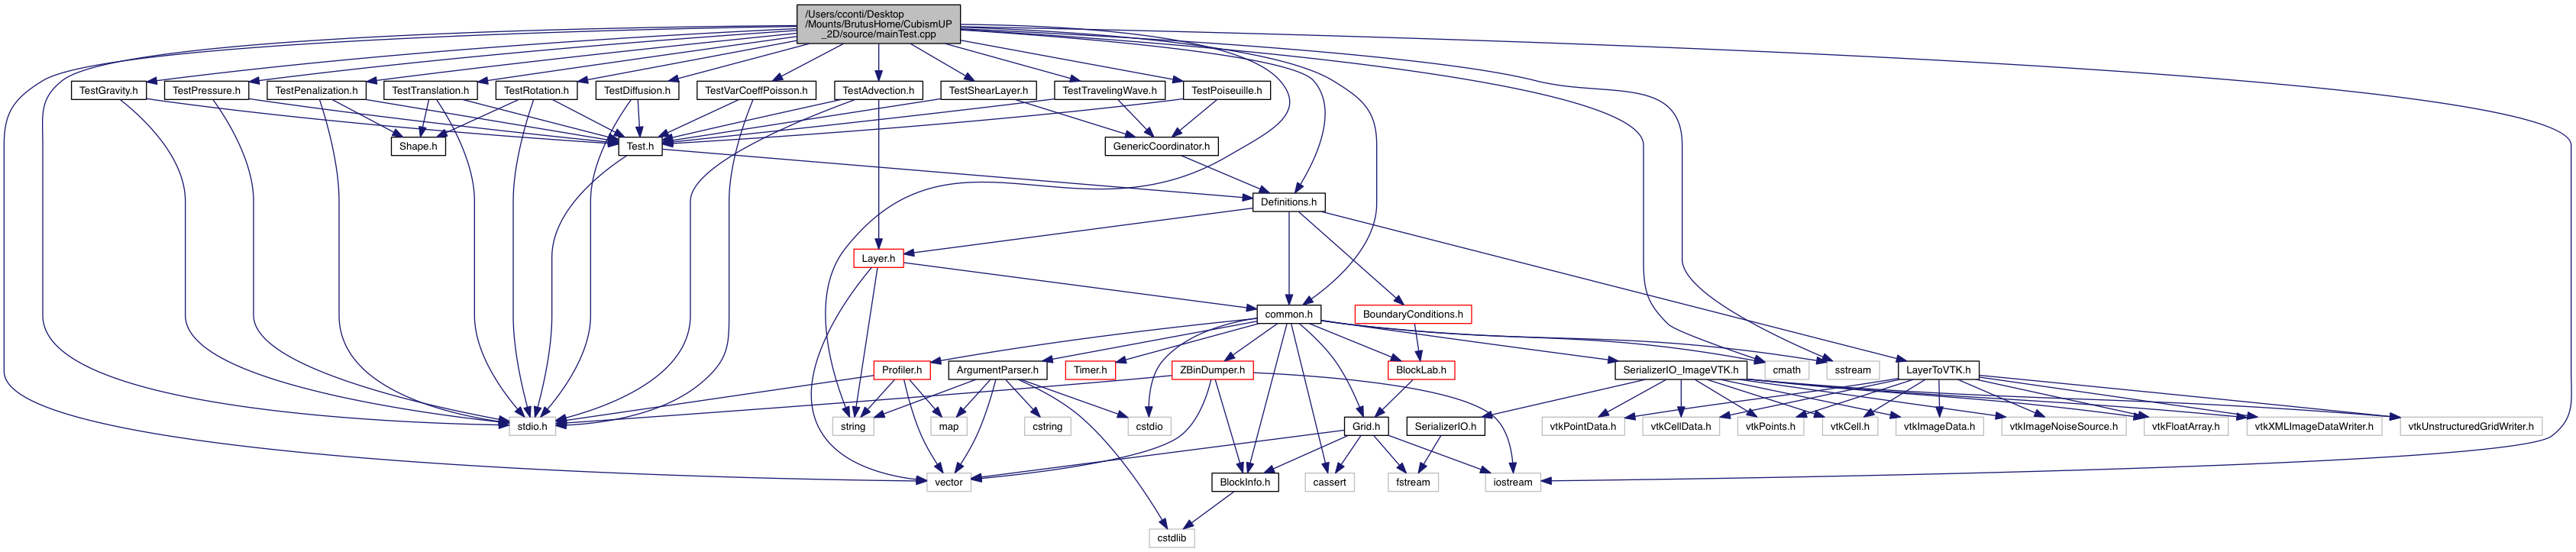 /Users/cconti/Desktop
/Mounts/BrutusHome/CubismUP
_2D/source/mainTest.cpp
TestGravity.h
TestPressure.h
TestPenalization.h
TestTranslation.h
TestRotation.h
TestDiffusion.h
TestVarCoeffPoisson.h
TestAdvection.h
TestShearLayer.h
TestTravelingWave.h
TestPoiseuille.h
Shape.h
Test.h
GenericCoordinator.h
Definitions.h
Layer.h
common.h
BoundaryConditions.h
Profiler.h
ArgumentParser.h
Timer.h
ZBinDumper.h
BlockLab.h
SerializerIO_ImageVTK.h
cmath
sstream
LayerToVTK.h
stdio.h
string
map
cstring
cstdio
Grid.h
SerializerIO.h
vtkPointData.h
vtkCellData.h
vtkPoints.h
vtkCell.h
vtkImageData.h
vtkImageNoiseSource.h
vtkFloatArray.h
vtkXMLImageDataWriter.h
vtkUnstructuredGridWriter.h
vector
BlockInfo.h
cassert
fstream
iostream
cstdlib